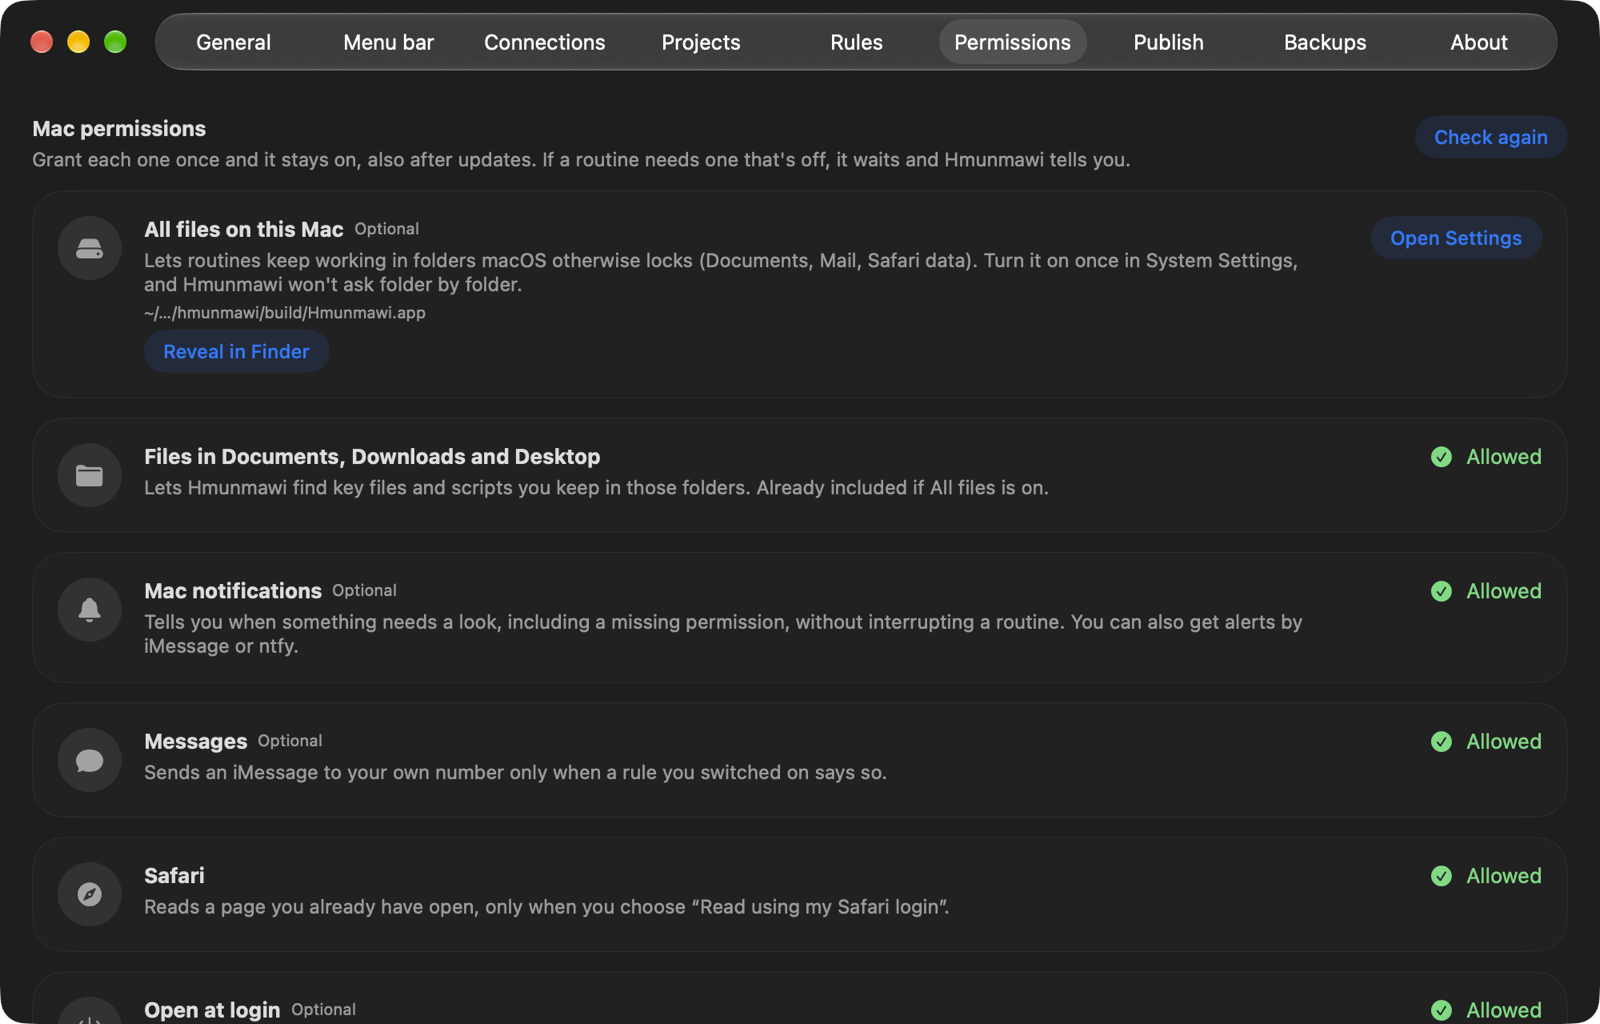 General
Menu bar
Connections
Projects
Rules
Permissions
Publish
Backups
About
Mac permissions
Check again
Grant each one once and it stays on, also after updates. If a routine needs one that's off, it waits and Hmunmawi tells you.
All files on this Mac Optional
Open Settings
Lets routines keep working in folders macOS otherwise locks (Documents, Mail, Safari data). Turn it on once in System Settings,
and Hmunmawi won't ask folder by folder.
~/.../hmunmawi/build/Hmunmawi.app
Reveal in Finder
Files in Documents, Downloads and Desktop
Allowed
Lets Hmunmawi find key files and scripts you keep in those folders. Already included if All files is on.
Mac notifications Optional
Allowed
Tells you when something needs a look, including a missing permission, without interrupting a routine. You can also get alerts by
iMessage or ntfy.
Messages Optional
Allowed
Sends an iMessage to your own number only when a rule you switched on says so.
Safari
Allowed
Reads a page you already have open, only when you choose “Read using my Safari login”.
Open at login Optional
Allowed